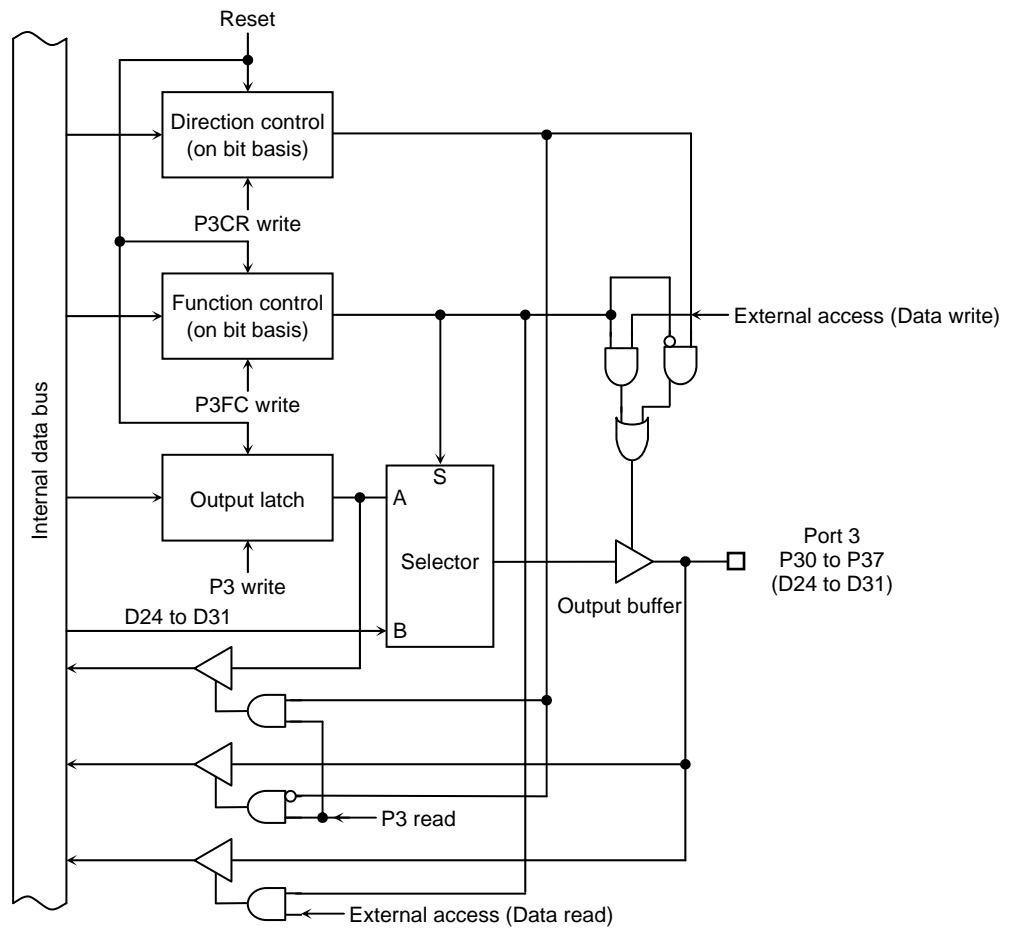 Reset
Direction control
(on bit basis)
P3CR write
Function control
(on bit basis)
External access (Data write)
P3FC write
Internal data bus
S
Output latch
A
Port 3
P30 to P37
(D24 to D31)
Selector
P3 write
Output buffer
D24 to D31
B
P3 read
External access (Data read)